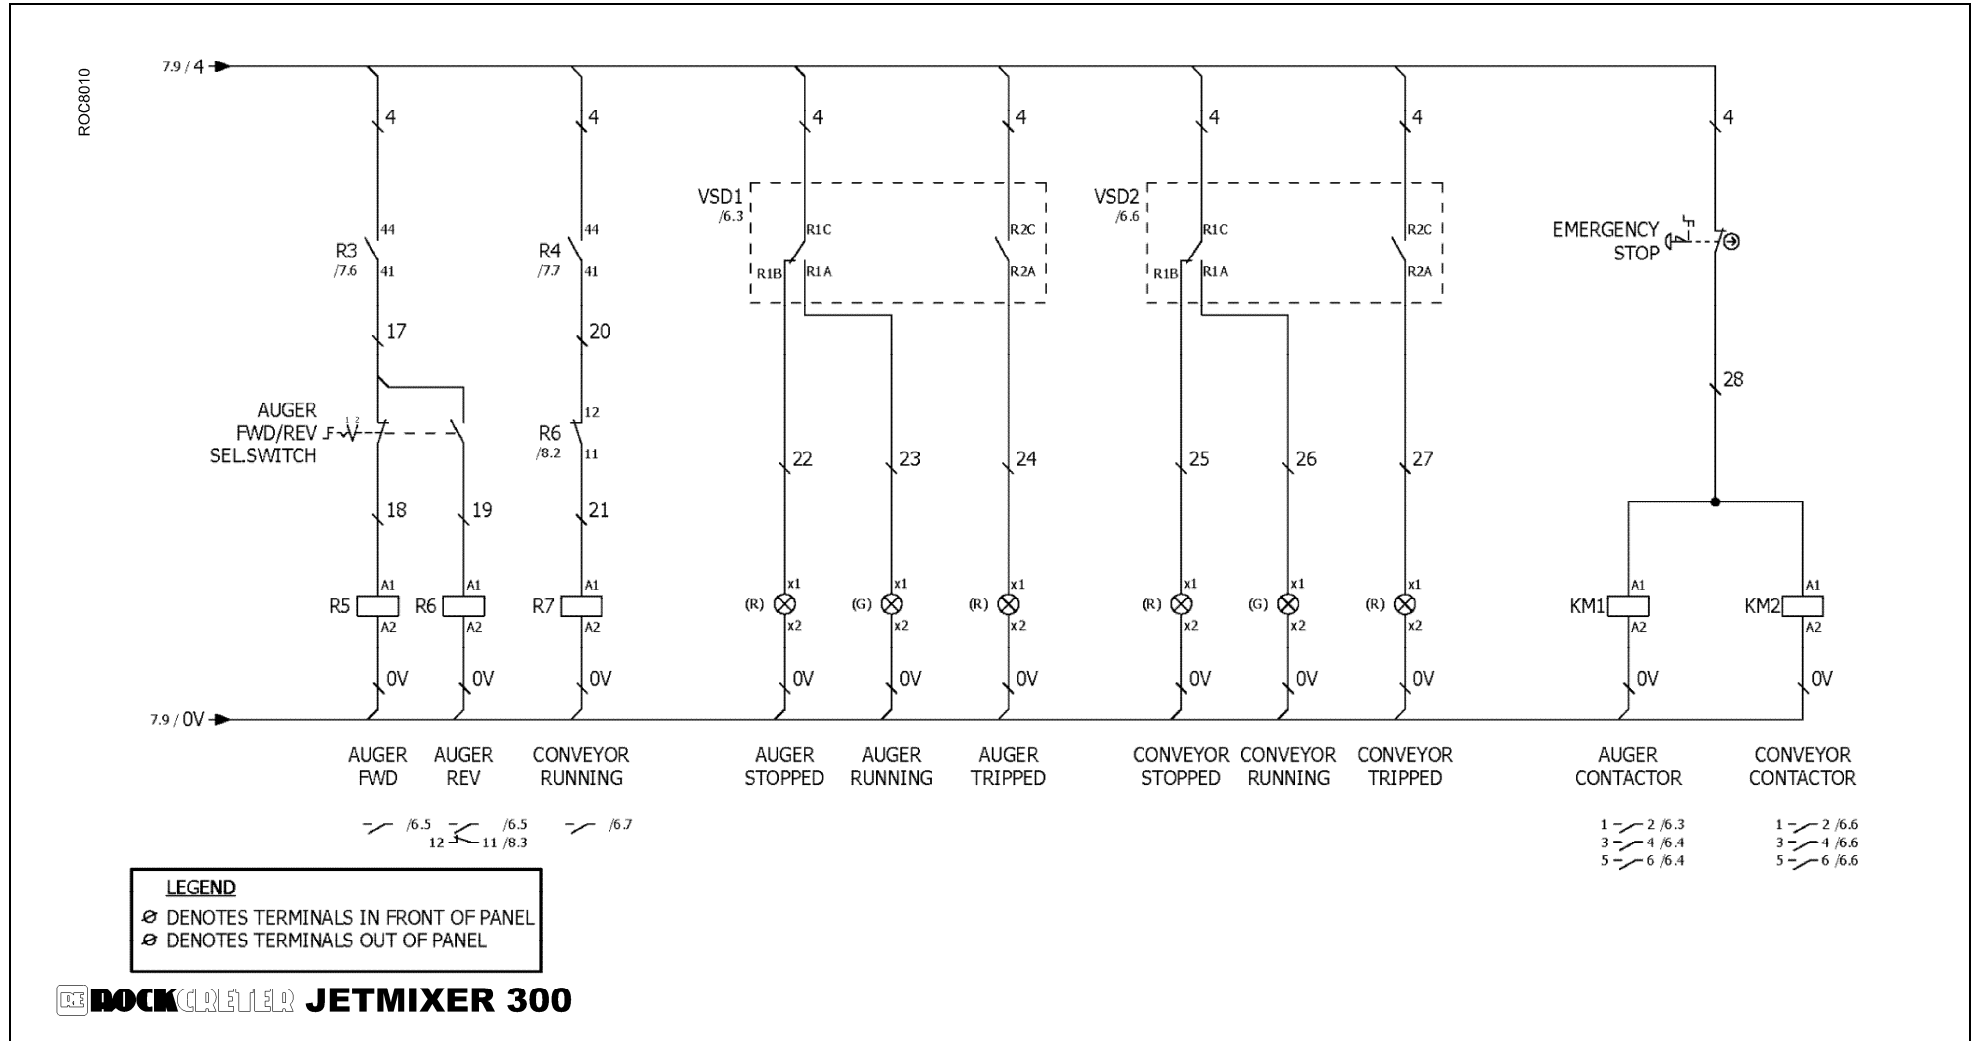 ROC8010
7.9 / 4
4 4 4 4 4 4 4
VSD1
/6.3
VSD2
/6.6
44 44 R1C R2C R1C R2C
R3
/7.6
R4
/7.7
EMERGENCY
STOP
41 41 R1B R1A R2A R1B R1A R2A
17 20
28
AUGER
FWD/REV
SEL.SWITCH
1 2
12
R6
/8.2
11
22 23 24 25 26 27
18 19 21
A1 A1 A1 x1 x1 x1 x1 x1 x1 A1 A1
R5 R6 R7 (R) (G) (R) (R) (G) (R) KM1 KM2
A2 A2 A2 x2 x2 x2 x2 x2 x2 A2 A2
0V 0V 0V 0V 0V 0V 0V 0V 0V 0V 0V
7.9 / 0V
AUGER AUGER CONVEYOR AUGER AUGER AUGER CONVEYOR CONVEYOR CONVEYOR AUGER CONVEYOR
FWD REV RUNNING STOPPED RUNNING TRIPPED STOPPED RUNNING TRIPPED CONTACTOR CONTACTOR
/6.5 /6.5 /6.7 1 2 /6.3 1 2 /6.6
12 11 /8.3 3 4 /6.4 3 4 /6.6
5 6 /6.4 5 6 /6.6
LEGEND
Ø DENOTES TERMINALS IN FRONT OF PANEL
Ø DENOTES TERMINALS OUT OF PANEL
RE ROCKCRETER JETMIXER 300